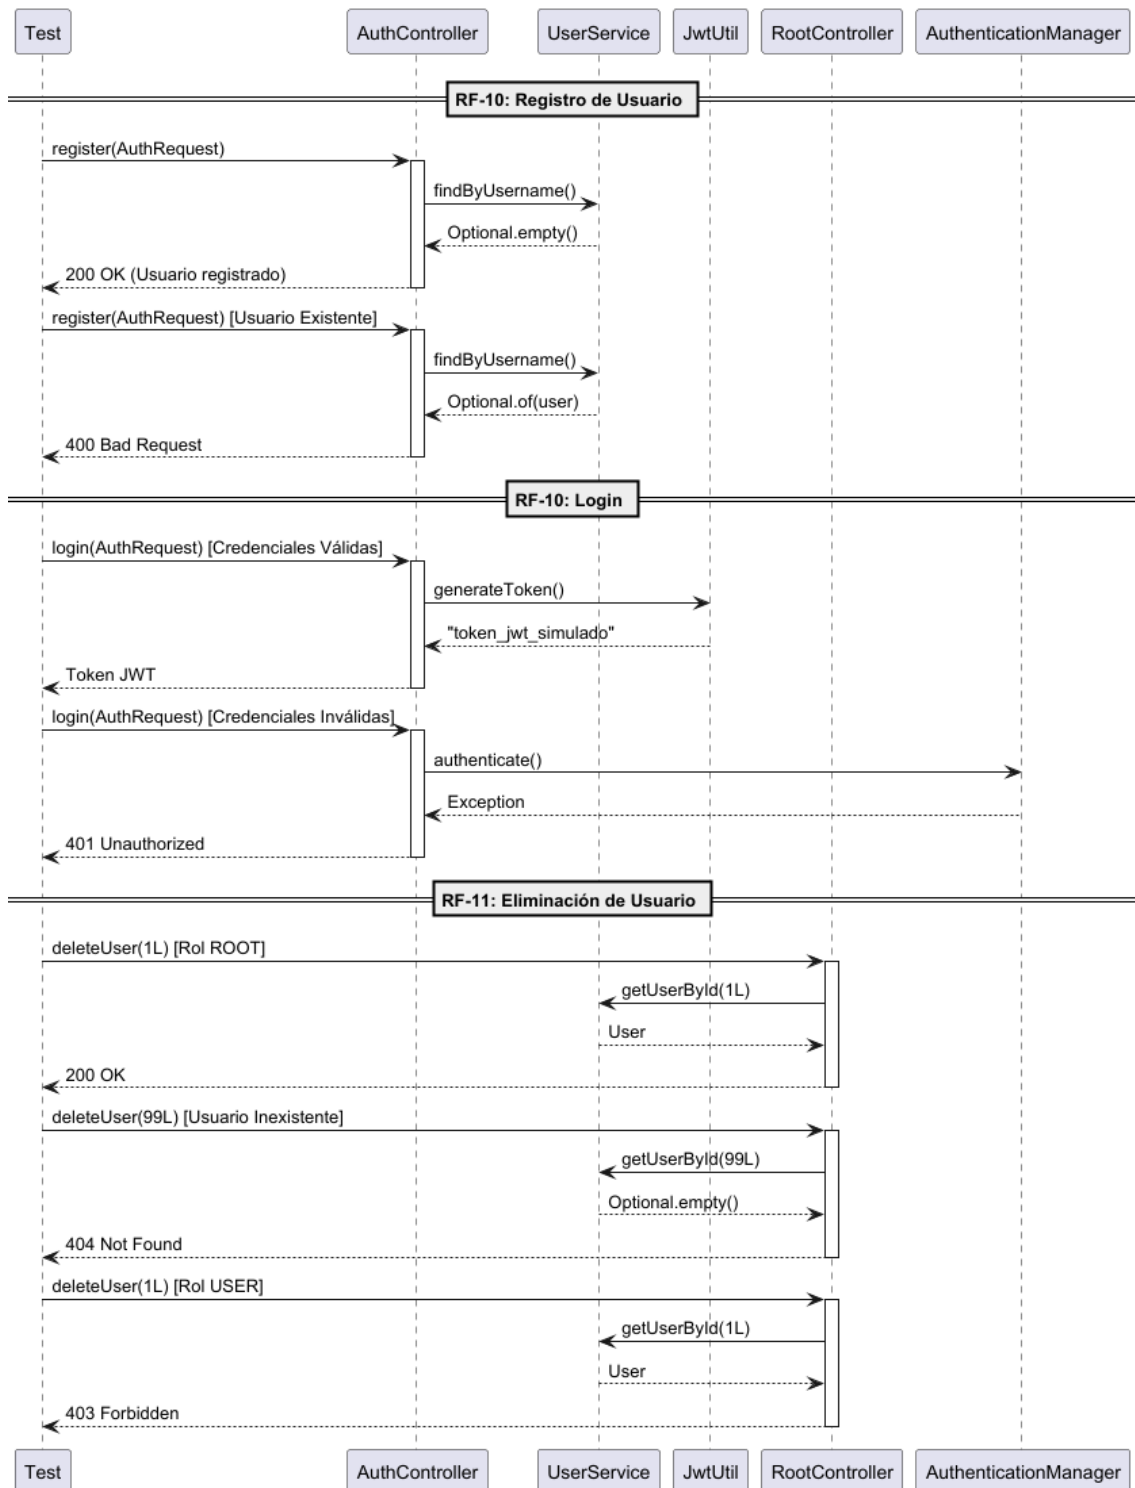 Test AuthController UserService JwtUtil RootController AuthenticationManager
RF-10: Registro de Usuario
register(AuthRequest)
findByUsername()
Optional.empty()
200 OK (Usuario registrado)
register(AuthRequest) [Usuario Existente]
findByUsername()
Optional.of(user)
400 Bad Request
RF-10: Login
login(AuthRequest) [Credenciales Válidas]
generateToken()
"token_jwt_simulado"
Token JWT
login(AuthRequest) [Credenciales Inválidas]
authenticate()
Exception
401 Unauthorized
RF-11: Eliminación de Usuario
deleteUser(1L) [Rol ROOT]
getUserById(1L)
User
200 OK
deleteUser(99L) [Usuario Inexistente]
getUserById(99L)
Optional.empty()
404 Not Found
deleteUser(1L) [Rol USER]
getUserById(1L)
User
403 Forbidden
Test AuthController UserService JwtUtil RootController AuthenticationManager